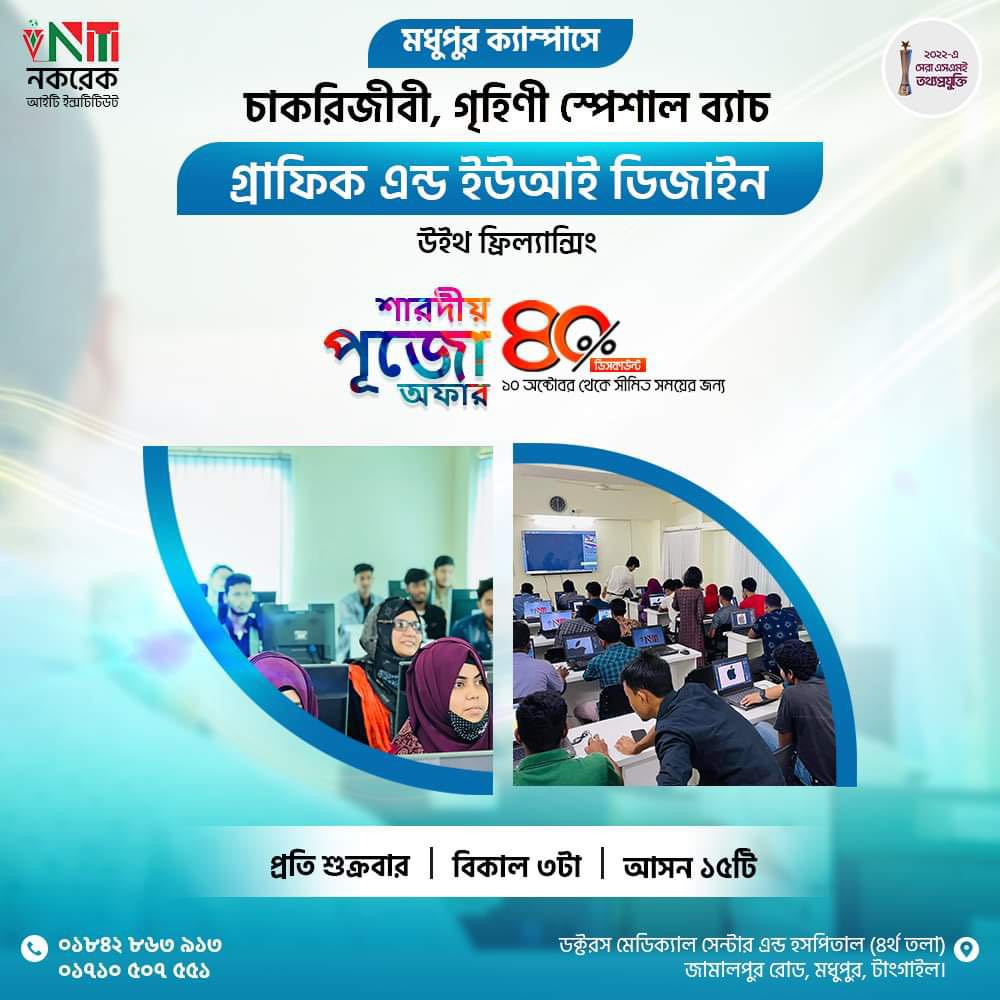 NIT
নকরেক
আইটি ইন্সটিটিউট
মধুপুর ক্যাম্পাসে
২০২২-এ
সেরা এসএমই
তথ্যপ্রযুক্তি
চাকরিজীবী, গৃহিণী স্পেশাল ব্যাচ
গ্রাফিক এন্ড ইউআই ডিজাইন
উইথ ফ্রিল্যান্সিং
শারদীয়
পূজো
অফার
৪০%
ডিসকাউন্ট
১০ অক্টোবর থেকে সীমিত সময়ের জন্য
প্রতি শুক্রবার | বিকাল ৩টা | আসন ১৫টি
০১৮৪২ ৮৬৩ ৯১৩
০১৭১০ ৫০৭ ৫৫১
ডক্টরস মেডিক্যাল সেন্টার এন্ড হসপিতাল (৪র্থ তলা)
জামালপুর রোড, মধুপুর, টাংগাইল।